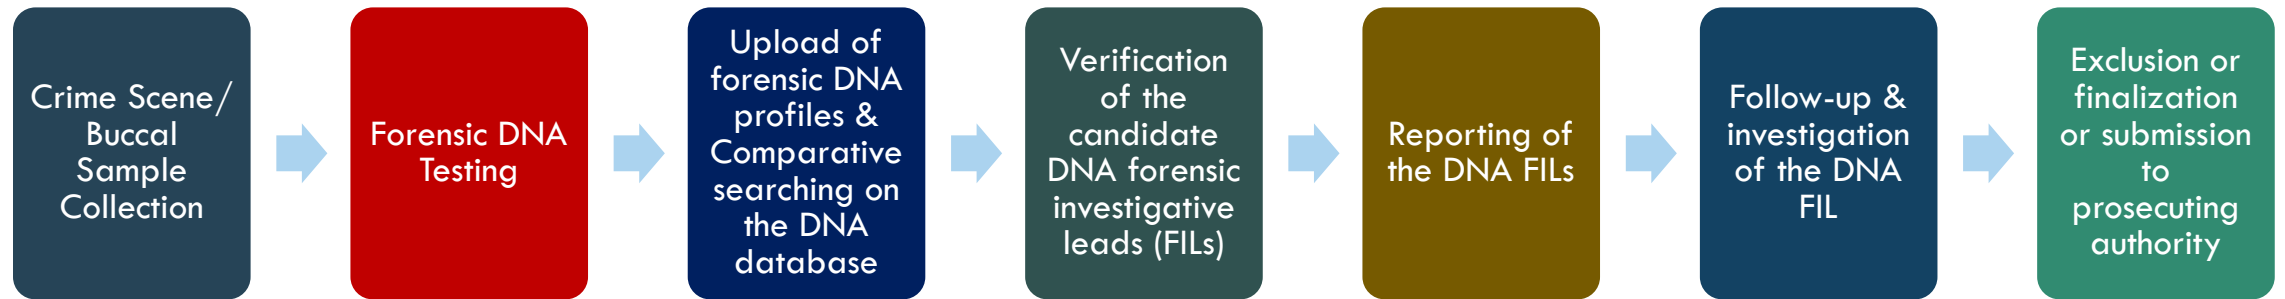 Crime Scene/
Buccal
Sample
Collection
Forensic DNA
Testing
Upload of
forensic DNA
profiles &
Comparative
searching on
the DNA
database
Verification
of the
candidate
DNA forensic
investigative
leads (FILs)
Reporting of
the DNA FILs
Follow-up &
investigation
of the DNA
FIL
Exclusion or
finalization
or submission
to
prosecuting
authority